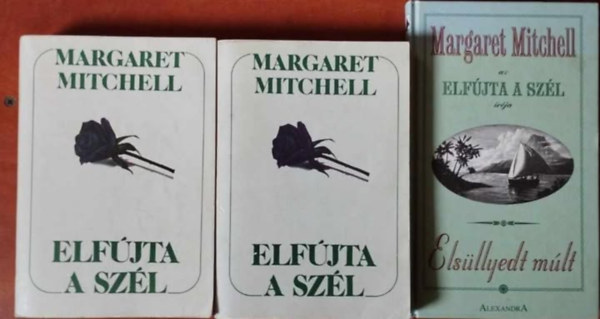 MARGARET
MITCHELL
ELFÚJTA
A SZÉL
MARGARET
MITCHELL
ELFÚJTA
A SZÉL
Margaret Mitchell
az
ELFÚJTA A SZÉL
írója
Elsüllyedt múlt
ALEXANDRA